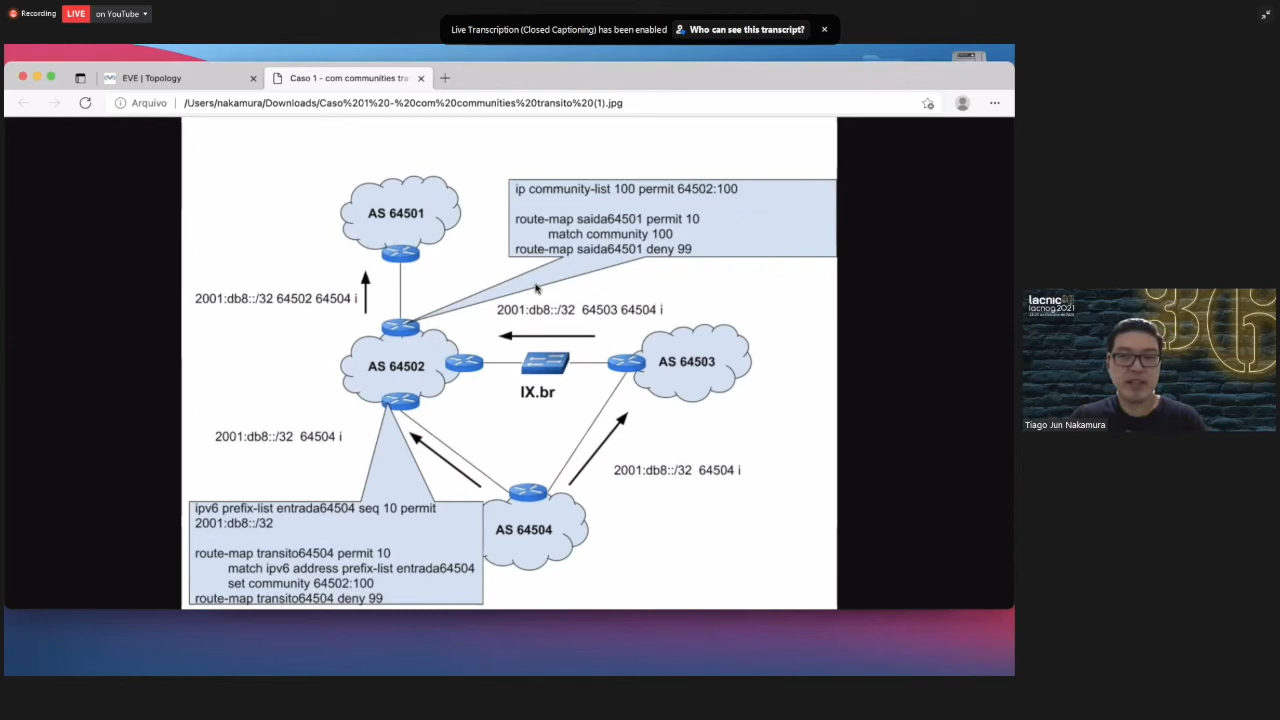 Recording
LIVE on YouTube
Live Transcription (Closed Captioning) has been enabled Who can see this transcript?
EVE | Topology
Caso 1 - com communities tra
Arquivo /Users/nakamura/Downloads/Caso%201%20-%20com%20communities%20transito%20(1).jpg
ip community-list 100 permit 64502:100
route-map saida64501 permit 10
match community 100
route-map saida64501 deny 99
AS 64501
2001:db8::/32 64502 64504 i
2001:db8::/32 64503 64504 i
AS 64502
AS 64503
IX.br
2001:db8::/32 64504 i
2001:db8::/32 64504 i
ipv6 prefix-list entrada64504 seq 10 permit
2001:db8::/32
route-map transito64504 permit 10
match ipv6 address prefix-list entrada64504
set community 64502:100
route-map transito64504 deny 99
AS 64504
lacnic
lacnog2021
Tiago Jun Nakamura